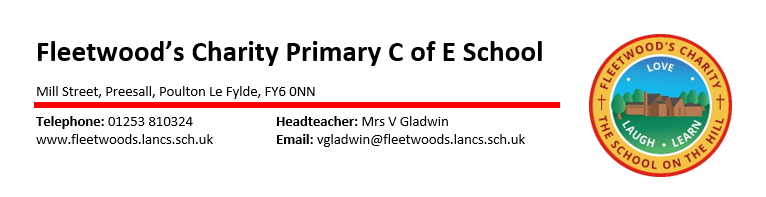 Fleetwood's Charity Primary C of E School
Mill Street, Preesall, Poulton Le Fylde, FY6 0NN
Telephone: 01253 810324 Headteacher: Mrs V Gladwin
www.fleetwoods.lancs.sch.uk Email: vgladwin@fleetwoods.lancs.sch.uk
FLEETWOOD'S CHARITY
• LOVE •
LAUGH • LEARN
THE SCHOOL ON THE HILL